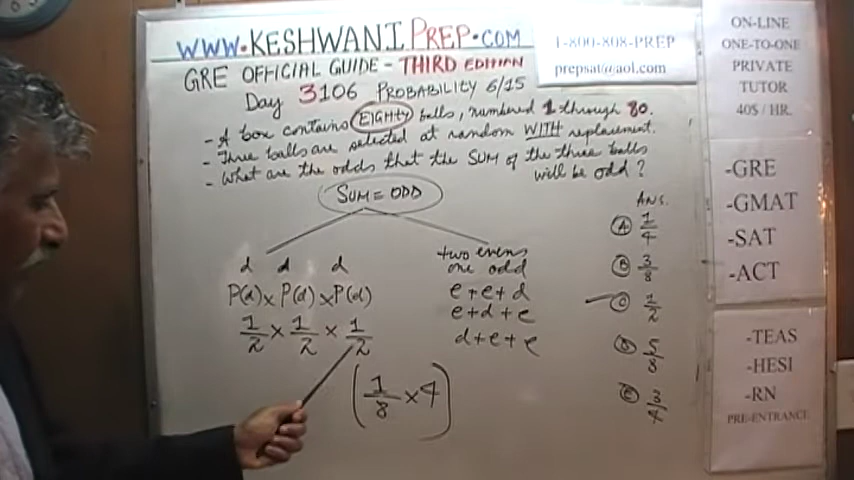 WWW.KESHWANIPREP.COM
GRE OFFICIAL GUIDE - THIRD EDITION
Day 3106 PROBABILITY 6/15
- A box contains EIGHTY balls, numbered 1 through 80.
- Three balls are selected at random WITH replacement.
- What are the odds that the SUM of the three balls
will be odd?
SUM = ODD
d d d
P(d) x P(d) x P(d)
1/2 x 1/2 x 1/2
(1/8 x 4)
two evens
one odd
e + e + d
e + d + e
d + e + e
ANS.
A 1/4
B 3/8
C 1/2
D 5/8
E 3/4
1-800-808-PREP
prepsat@aol.com
ON-LINE
ONE-TO-ONE
PRIVATE
TUTOR
40$ / HR.
-GRE
-GMAT
-SAT
-ACT
-TEAS
-HESI
-RN
PRE-ENTRANCE